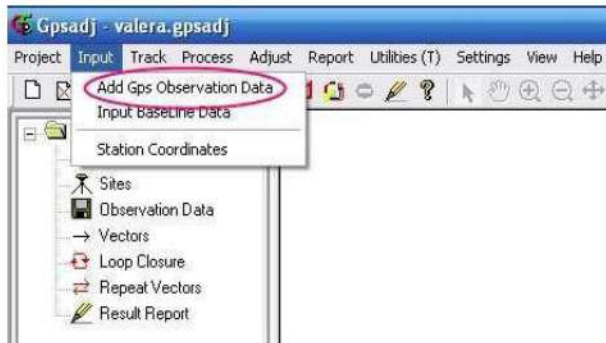 Gpsadj - valera.gpsadj
Project Input Track Process Adjust Report Utilities (T) Settings View Help
Add Gps Observation Data
Input BaseLine Data
Station Coordinates
Sites
Observation Data
Vectors
Loop Closure
Repeat Vectors
Result Report